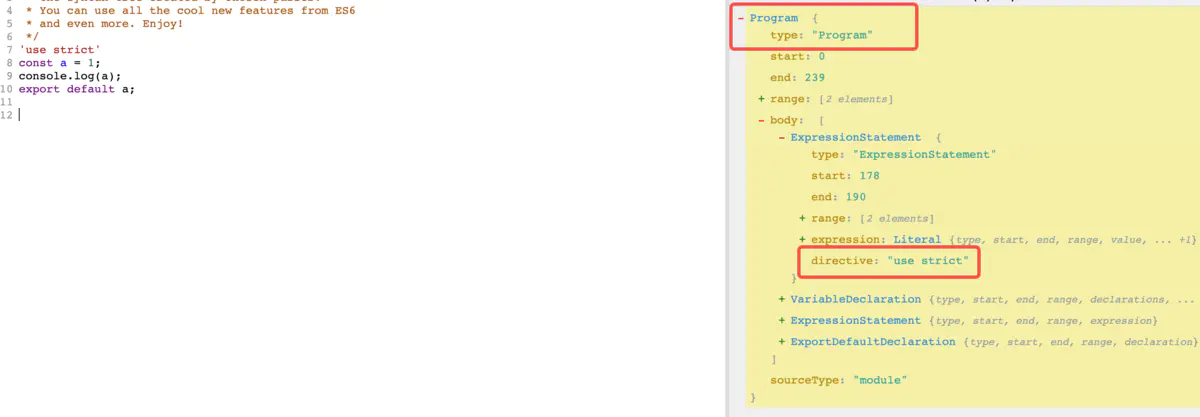 4 * You can use all the cool new features from ES6
5 * and even more. Enjoy!
6 */
7 'use strict'
8 const a = 1;
9 console.log(a);
10 export default a;
11
12
- Program {
type: "Program"
start: 0
end: 239
+ range: [2 elements]
- body: [
- ExpressionStatement {
type: "ExpressionStatement"
start: 178
end: 190
+ range: [2 elements]
+ expression: Literal {type, start, end, range, value, ... +1}
directive: "use strict"
}
+ VariableDeclaration {type, start, end, range, declarations, ...
+ ExpressionStatement {type, start, end, range, expression}
+ ExportDefaultDeclaration {type, start, end, range, declaration}
]
sourceType: "module"
}